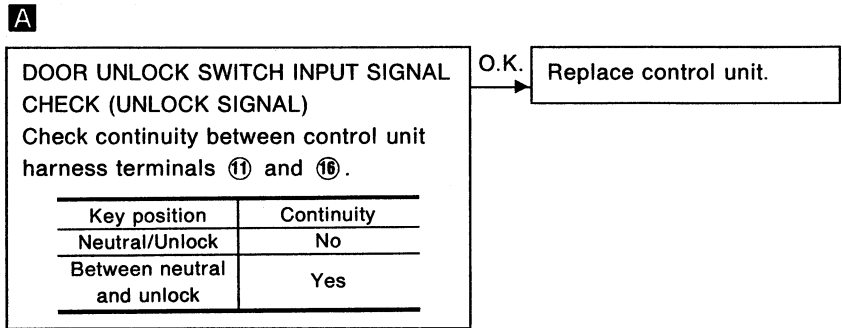 A
DOOR UNLOCK SWITCH INPUT SIGNAL
CHECK (UNLOCK SIGNAL)
Check continuity between control unit
harness terminals ⑪ and ⑯.
Key position Continuity
Neutral/Unlock No
Between neutral
and unlock Yes
O.K.
Replace control unit.